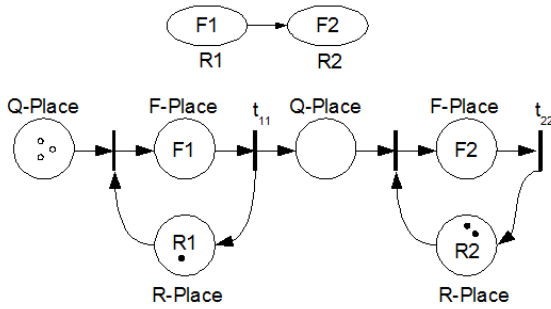 F1 F2
R1 R2
Q-Place F-Place t11 Q-Place F-Place t22
F1 F2
R1 R2
R-Place R-Place